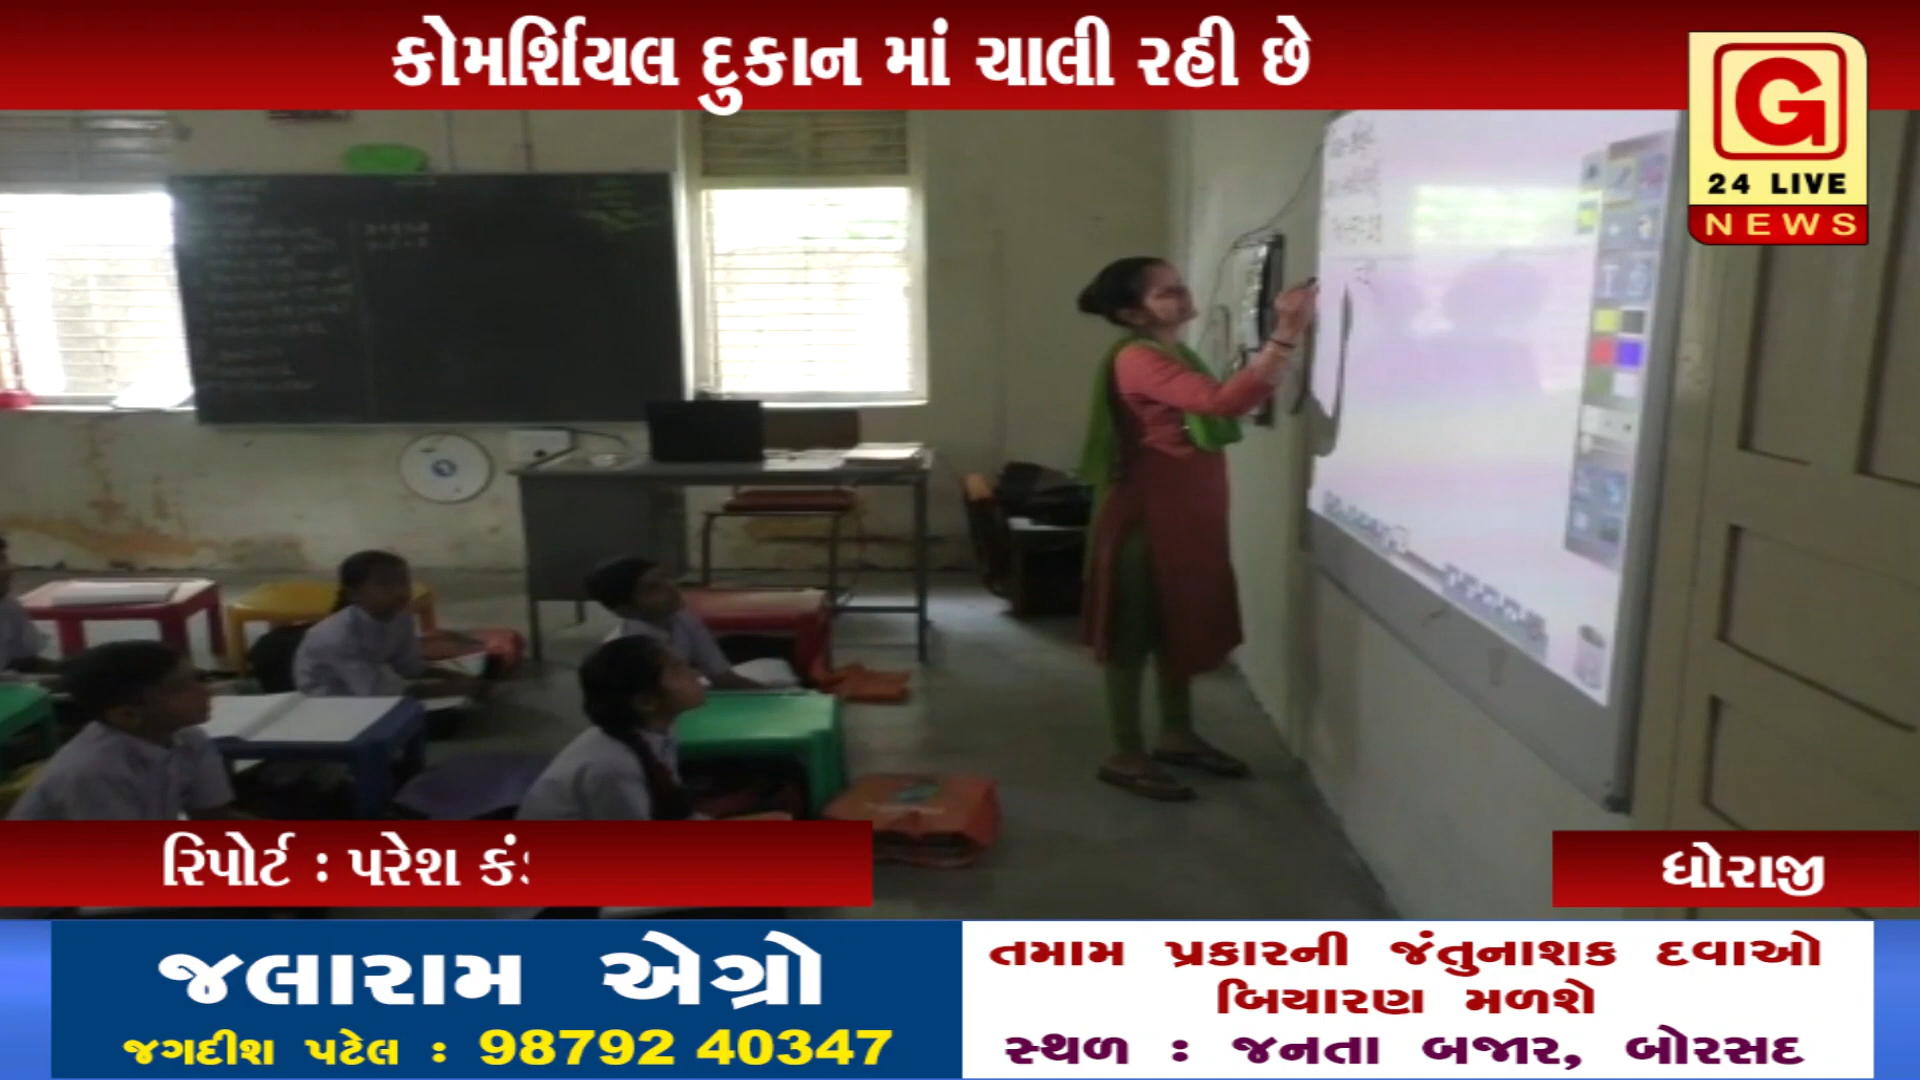 કોમર્શિયલ દુકાન માં ચાલી રહી છે
G
24 LIVE
NEWS
રિપોર્ટ : પરેશ
ધોરાજી
જલારામ એગ્રો
જગદીશ પટેલ : 98792 40347
તમામ પ્રકારની જંતુનાશક દવાઓ
બિયારણ મળશે
સ્થળ : જનતા બજાર, બોરસદ